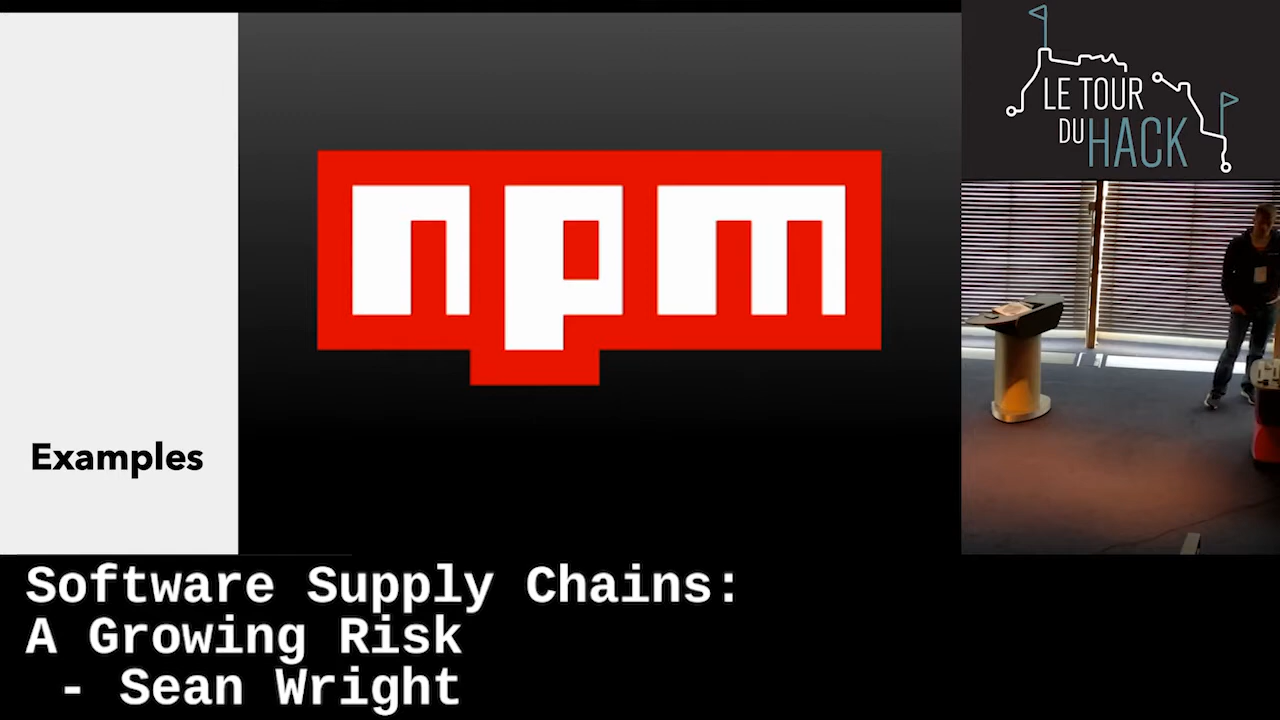 npm
LE TOUR
DU HACK
Examples
Software Supply Chains:
A Growing Risk
- Sean Wright